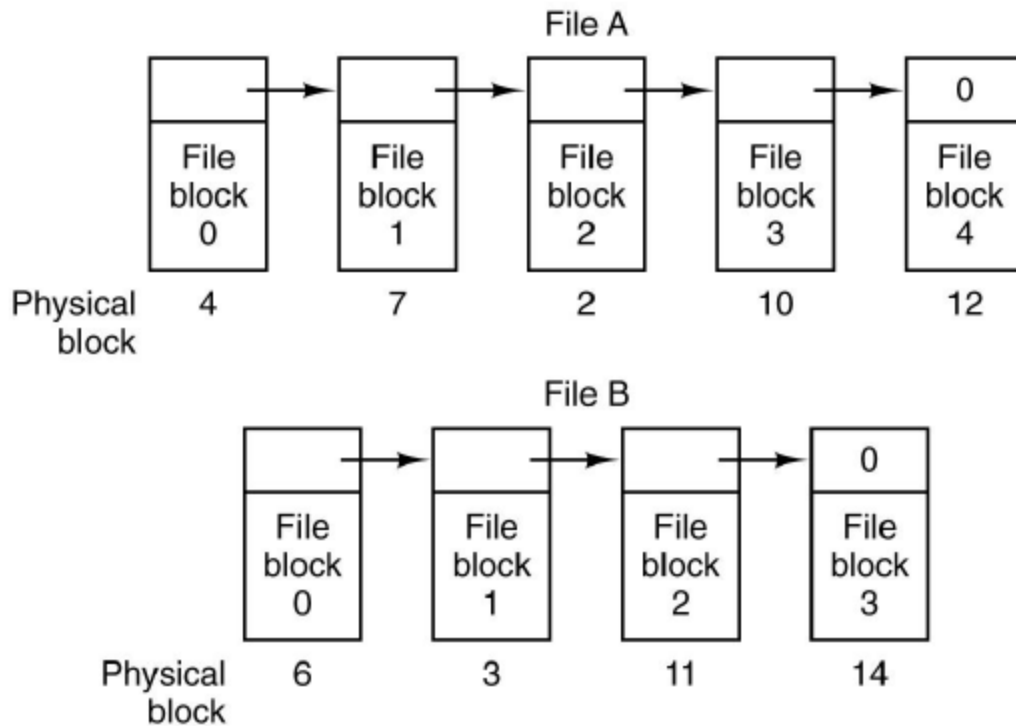 File A
0
File block 0
File block 1
File block 2
File block 3
File block 4
Physical block
4 7 2 10 12
File B
0
File block 0
File block 1
File block 2
File block 3
Physical block
6 3 11 14